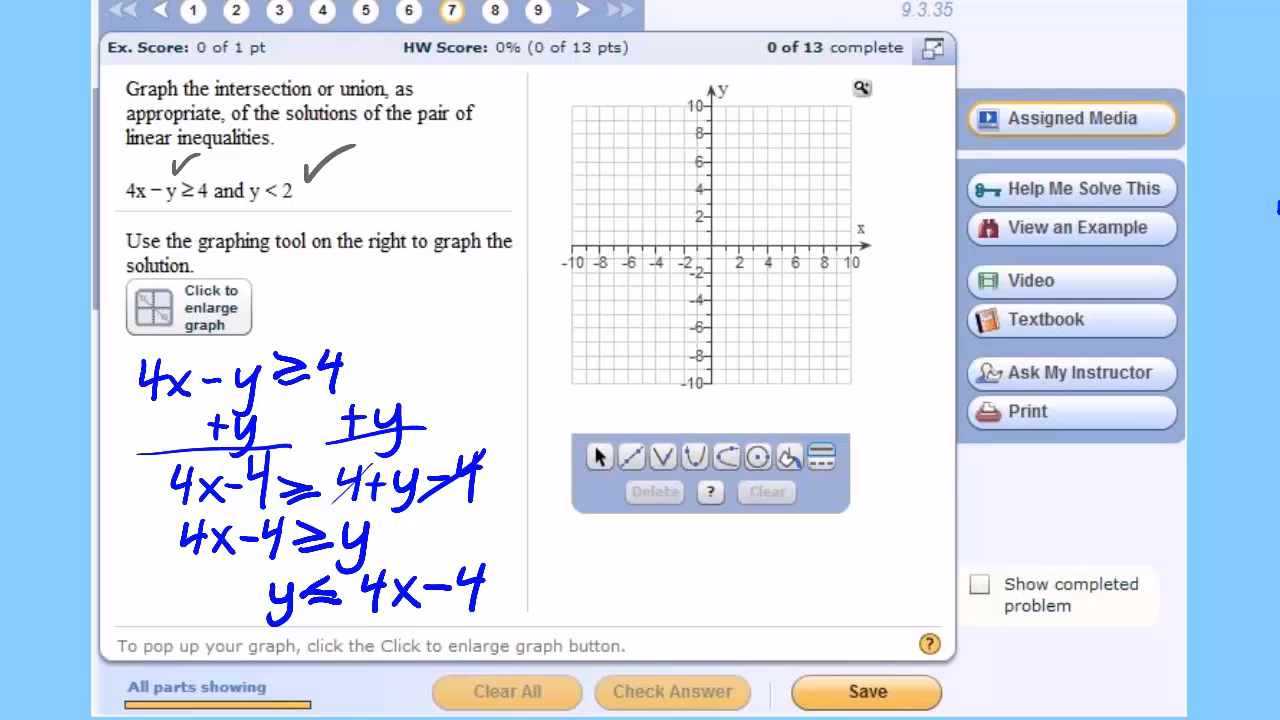 1 2 3 4 5 6 7 8 9
9.3.35
Ex. Score: 0 of 1 pt HW Score: 0% (0 of 13 pts) 0 of 13 complete
Graph the intersection or union, as
appropriate, of the solutions of the pair of
linear inequalities.
4x − y ≥ 4 and y < 2
Use the graphing tool on the right to graph the
solution.
Click to
enlarge
graph
4x - y ≥ 4
+y +y
4x - 4 ≥ 4 + y - 4
4x - 4 ≥ y
y ≤ 4x - 4
y
10
8
6
4
2
x
-10 -8 -6 -4 -2 2 4 6 8 10
-2
-4
-6
-8
-10
Delete ? Clear
Assigned Media
Help Me Solve This
View an Example
Video
Textbook
Ask My Instructor
Print
Show completed
problem
To pop up your graph, click the Click to enlarge graph button. ?
All parts showing
Clear All Check Answer Save